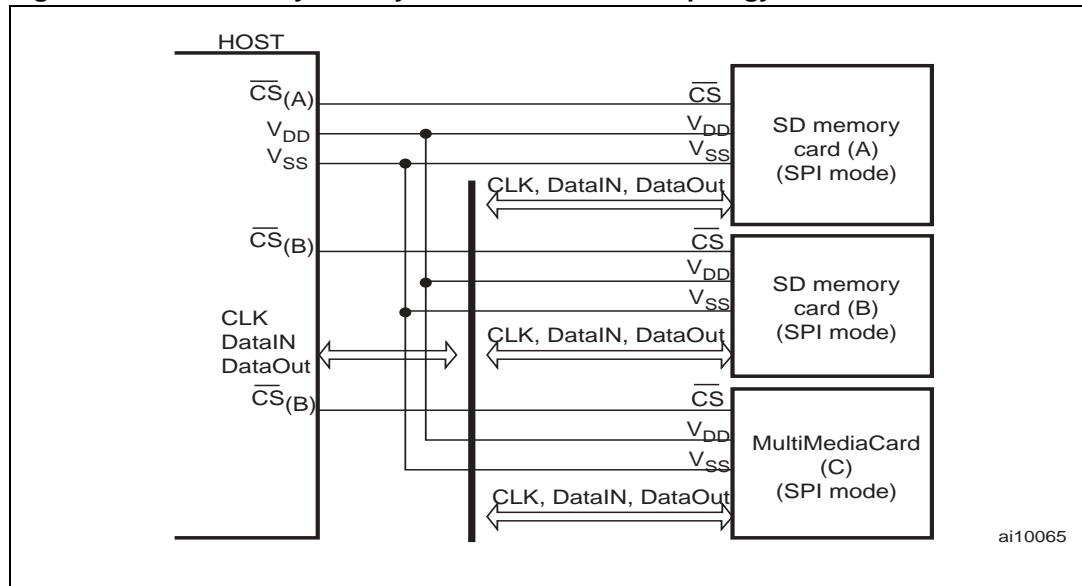 HOST
CS(A)
VDD
VSS
CS(B)
CLK
DataIN
DataOut
CS(B)
CS
VDD
VSS
CLK, DataIN, DataOut
SD memory
card (A)
(SPI mode)
CS
VDD
VSS
CLK, DataIN, DataOut
SD memory
card (B)
(SPI mode)
CS
VDD
VSS
CLK, DataIN, DataOut
MultiMediaCard
(C)
(SPI mode)
ai10065